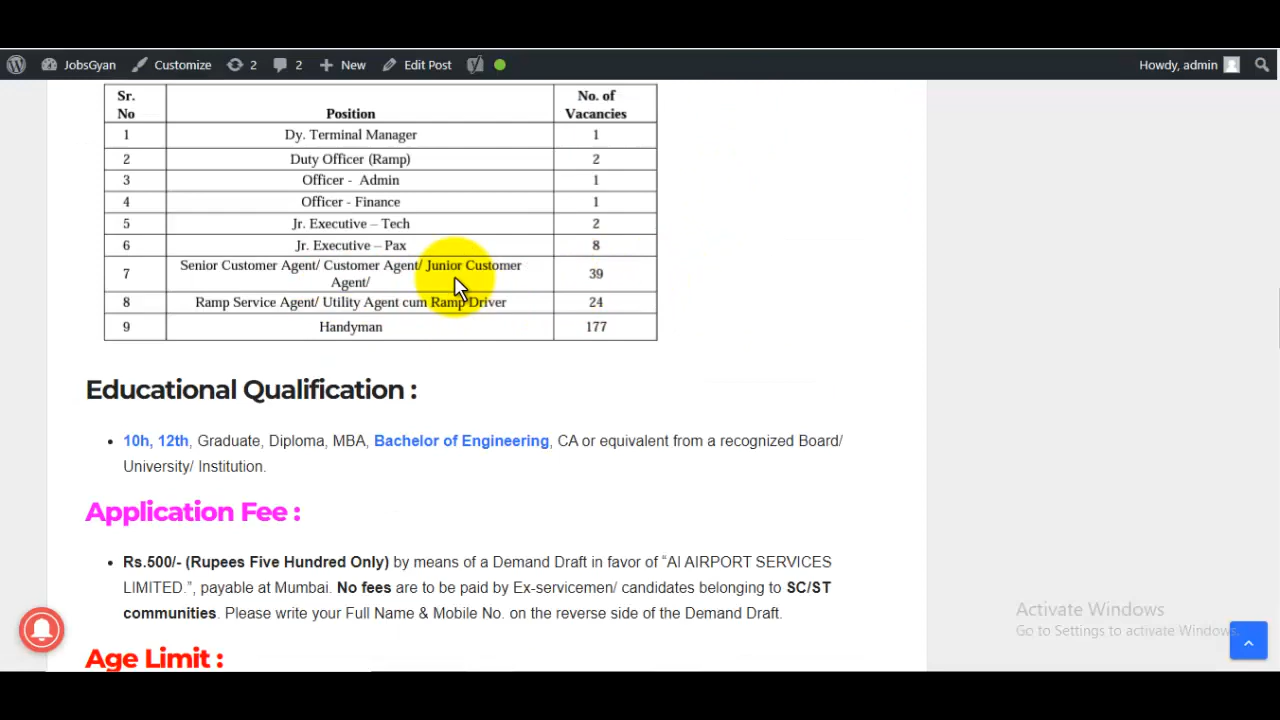 JobsGyan Customize 2 2 New Edit Post Howdy, admin
Sr. No Position No. of Vacancies
1 Dy. Terminal Manager 1
2 Duty Officer (Ramp) 2
3 Officer - Admin 1
4 Officer - Finance 1
5 Jr. Executive – Tech 2
6 Jr. Executive – Pax 8
7 Senior Customer Agent/ Customer Agent/ Junior Customer Agent/ 39
8 Ramp Service Agent/ Utility Agent cum Ramp Driver 24
9 Handyman 177
Educational Qualification :
10h, 12th, Graduate, Diploma, MBA, Bachelor of Engineering, CA or equivalent from a recognized Board/
University/ Institution.
Application Fee :
Rs.500/- (Rupees Five Hundred Only) by means of a Demand Draft in favor of “AI AIRPORT SERVICES
LIMITED.”, payable at Mumbai. No fees are to be paid by Ex-servicemen/ candidates belonging to SC/ST
communities. Please write your Full Name & Mobile No. on the reverse side of the Demand Draft.
Age Limit :
Activate Windows
Go to Settings to activate Windows.